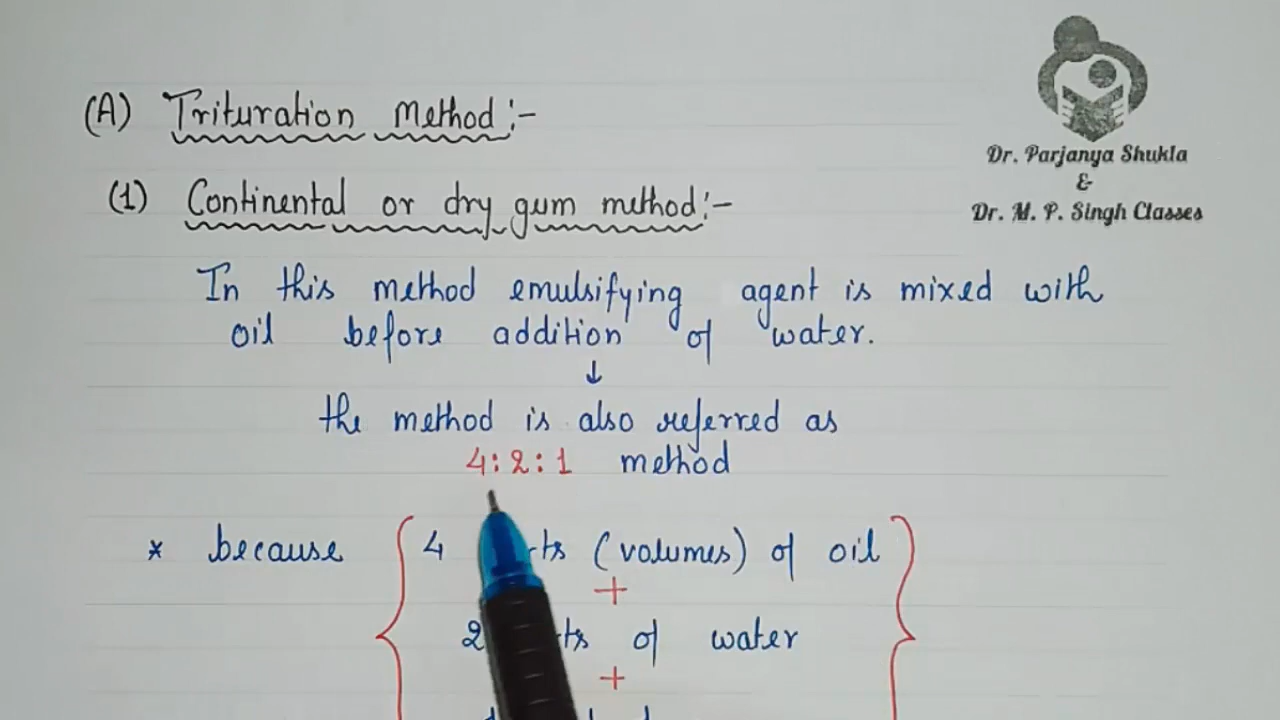 (A) Trituration Method:-
(1) Continental or dry gum method:-
In this method emulsifying agent is mixed with
oil before addition of water.
↓
the method is also referred as
4:2:1 method
* because 4 (volumes) of oil
+
2 of water
+
Dr. Parjanya Shukla
&
Dr. M. P. Singh Classes